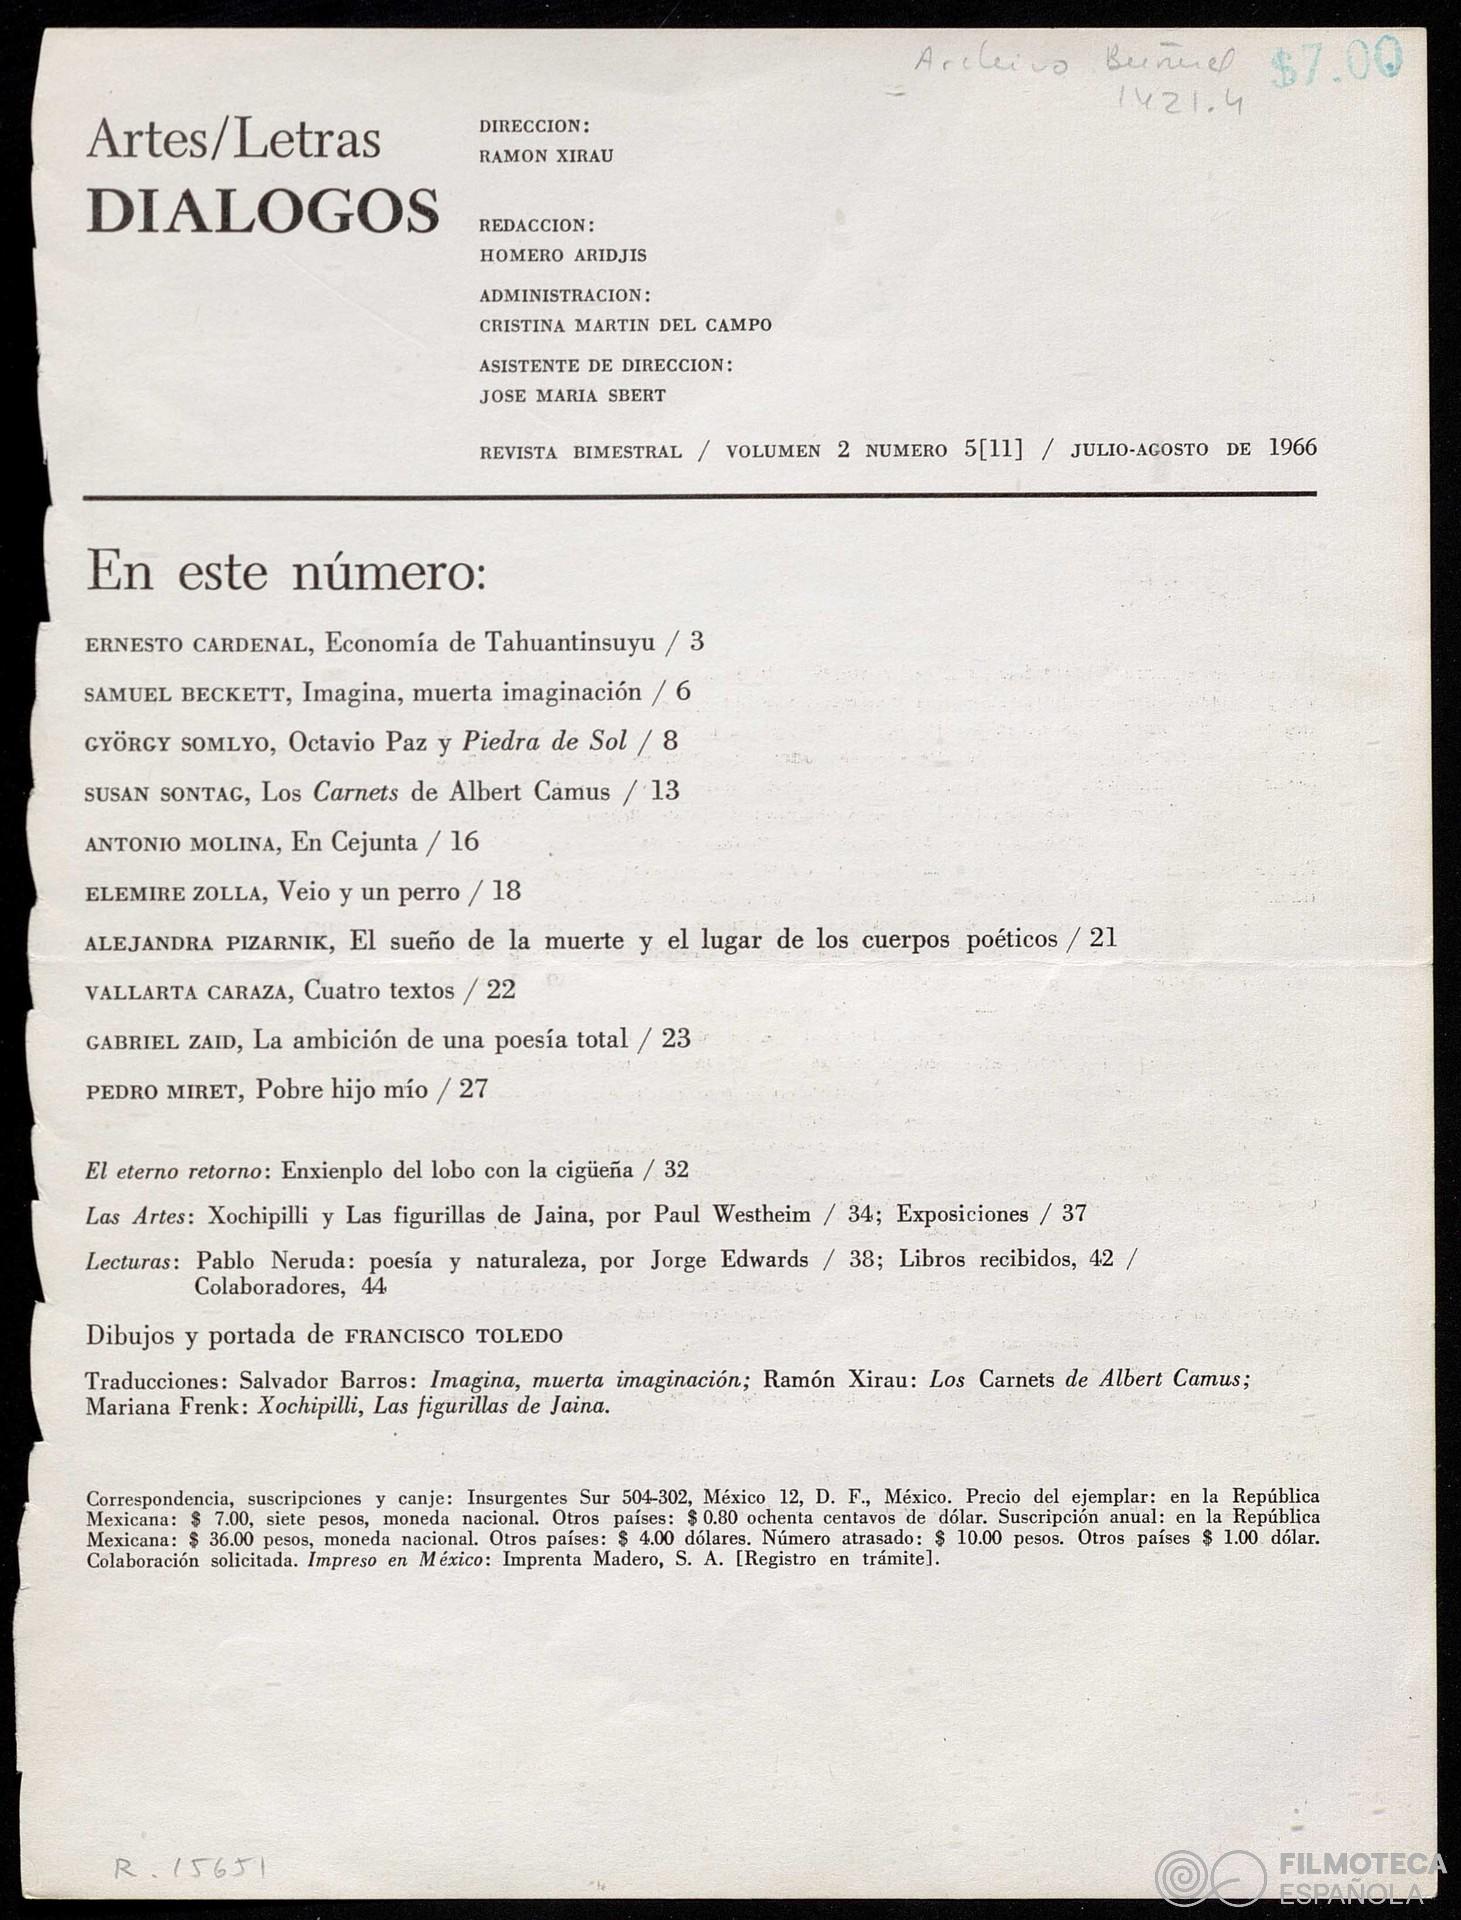 Archivo Buñuel $7.00
1421.4
Artes/Letras
DIALOGOS
DIRECCION:
RAMON XIRAU
REDACCION:
HOMERO ARIDJIS
ADMINISTRACION:
CRISTINA MARTIN DEL CAMPO
ASISTENTE DE DIRECCION:
JOSE MARIA SBERT
REVISTA BIMESTRAL / VOLUMEN 2 NUMERO 5[11] / JULIO-AGOSTO DE 1966
En este número:
ERNESTO CARDENAL, Economía de Tahuantinsuyu / 3
SAMUEL BECKETT, Imagina, muerta imaginación / 6
GYÖRGY SOMLYO, Octavio Paz y Piedra de Sol / 8
SUSAN SONTAG, Los Carnets de Albert Camus / 13
ANTONIO MOLINA, En Cejunta / 16
ELEMIRE ZOLLA, Veio y un perro / 18
ALEJANDRA PIZARNIK, El sueño de la muerte y el lugar de los cuerpos poéticos / 21
VALLARTA CARAZA, Cuatro textos / 22
GABRIEL ZAID, La ambición de una poesía total / 23
PEDRO MIRET, Pobre hijo mío / 27
El eterno retorno: Enxienplo del lobo con la cigüeña / 32
Las Artes: Xochipilli y Las figurillas de Jaina, por Paul Westheim / 34; Exposiciones / 37
Lecturas: Pablo Neruda: poesía y naturaleza, por Jorge Edwards / 38; Libros recibidos, 42 /
Colaboradores, 44
Dibujos y portada de FRANCISCO TOLEDO
Traducciones: Salvador Barros: Imagina, muerta imaginación; Ramón Xirau: Los Carnets de Albert Camus;
Mariana Frenk: Xochipilli, Las figurillas de Jaina.
Correspondencia, suscripciones y canje: Insurgentes Sur 504-302, México 12, D. F., México. Precio del ejemplar: en la República
Mexicana: $ 7.00, siete pesos, moneda nacional. Otros países: $ 0.80 ochenta centavos de dólar. Suscripción anual: en la República
Mexicana: $ 36.00 pesos, moneda nacional. Otros países: $ 4.00 dólares. Número atrasado: $ 10.00 pesos. Otros países $ 1.00 dólar.
Colaboración solicitada. Impreso en México: Imprenta Madero, S. A. [Registro en trámite].
R. 15651
FILMOTECA
ESPAÑOLA